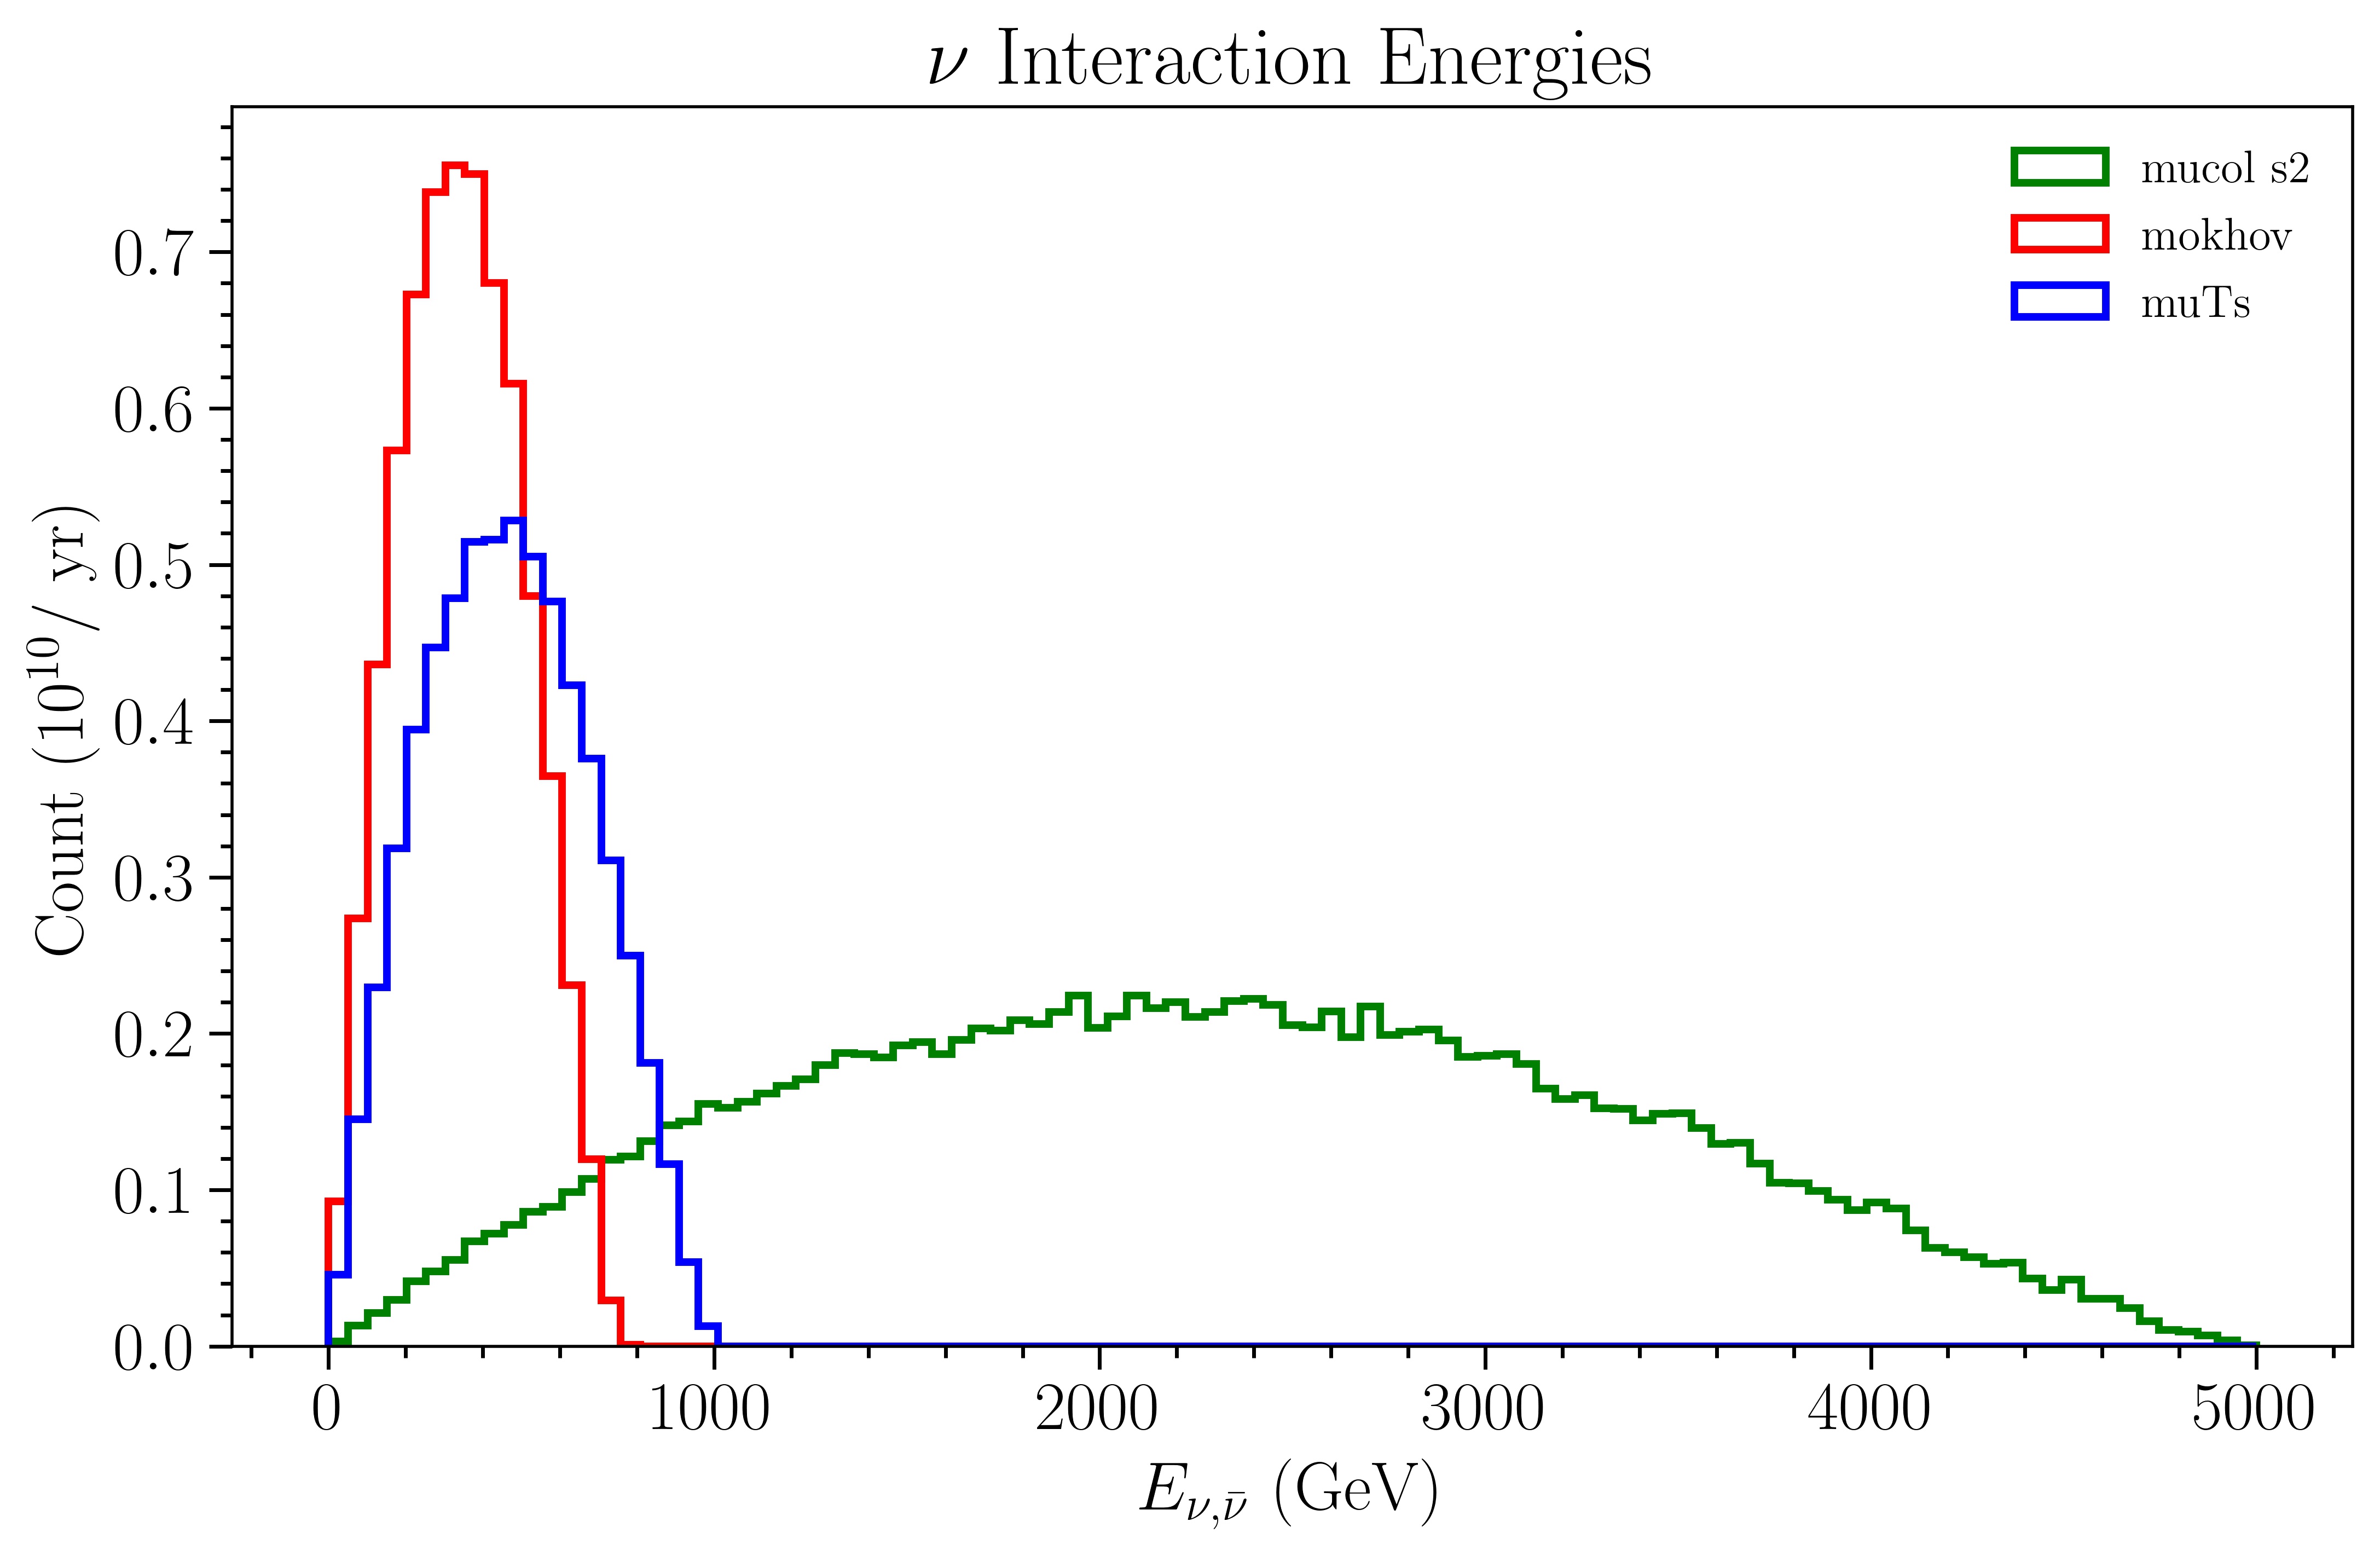 ν Interaction Energies
mucol s2
mokhov
muTs
Count (10^10/ yr)
0.7
0.6
0.5
0.4
0.3
0.2
0.1
0.0
0 1000 2000 3000 4000 5000
E_ν,ν̄ (GeV)